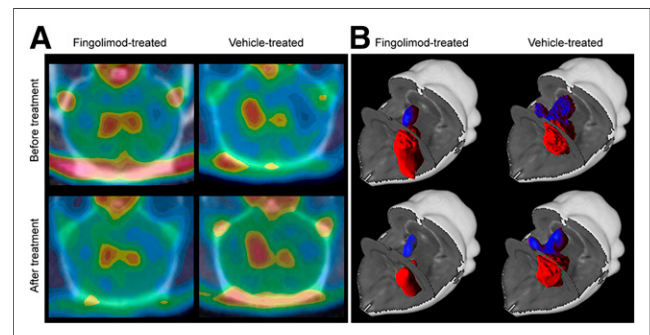 A
Fingolimod-treated
Vehicle-treated
B
Fingolimod-treated
Vehicle-treated
Before treatment
After treatment